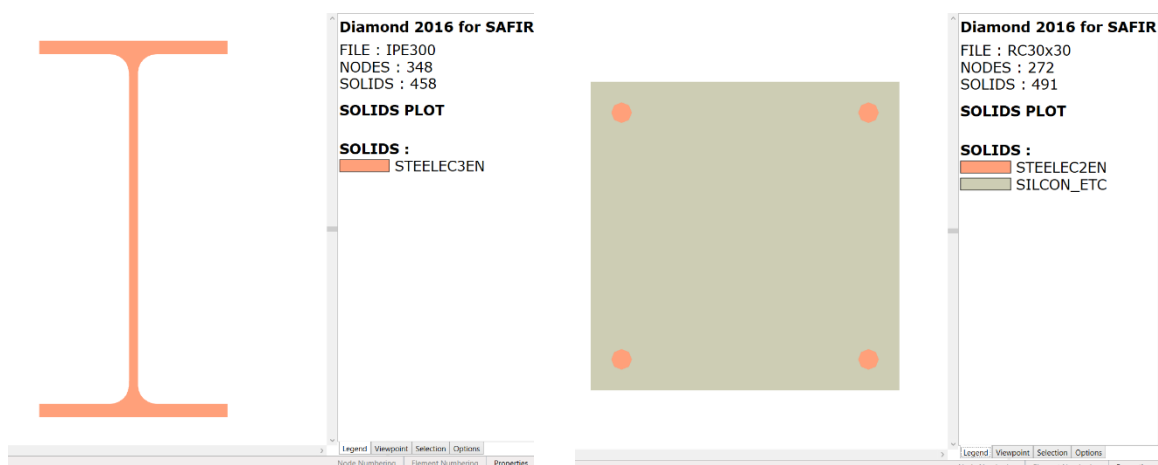 Diamond 2016 for SAFIR
FILE : IPE300
NODES : 348
SOLIDS : 458
SOLIDS PLOT
SOLIDS :
STEELEC3EN
Legend Viewpoint Selection Options
Node Numbering Element Numbering Properties
Diamond 2016 for SAFIR
FILE : RC30x30
NODES : 272
SOLIDS : 491
SOLIDS PLOT
SOLIDS :
STEELEC2EN
SILCON_ETC
Legend Viewpoint Selection Options